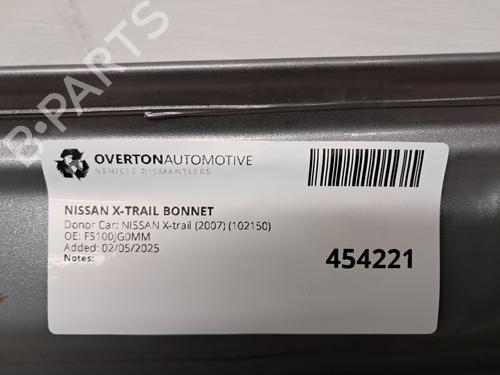 B-PARTS
OVERTONAUTOMOTIVE
VEHICLE DISMANTLERS
NISSAN X-TRAIL BONNET
Donor Car: NISSAN X-trail (2007) (102150)
OE: F5100JG0MM
Added: 02/05/2025
Notes:
454221